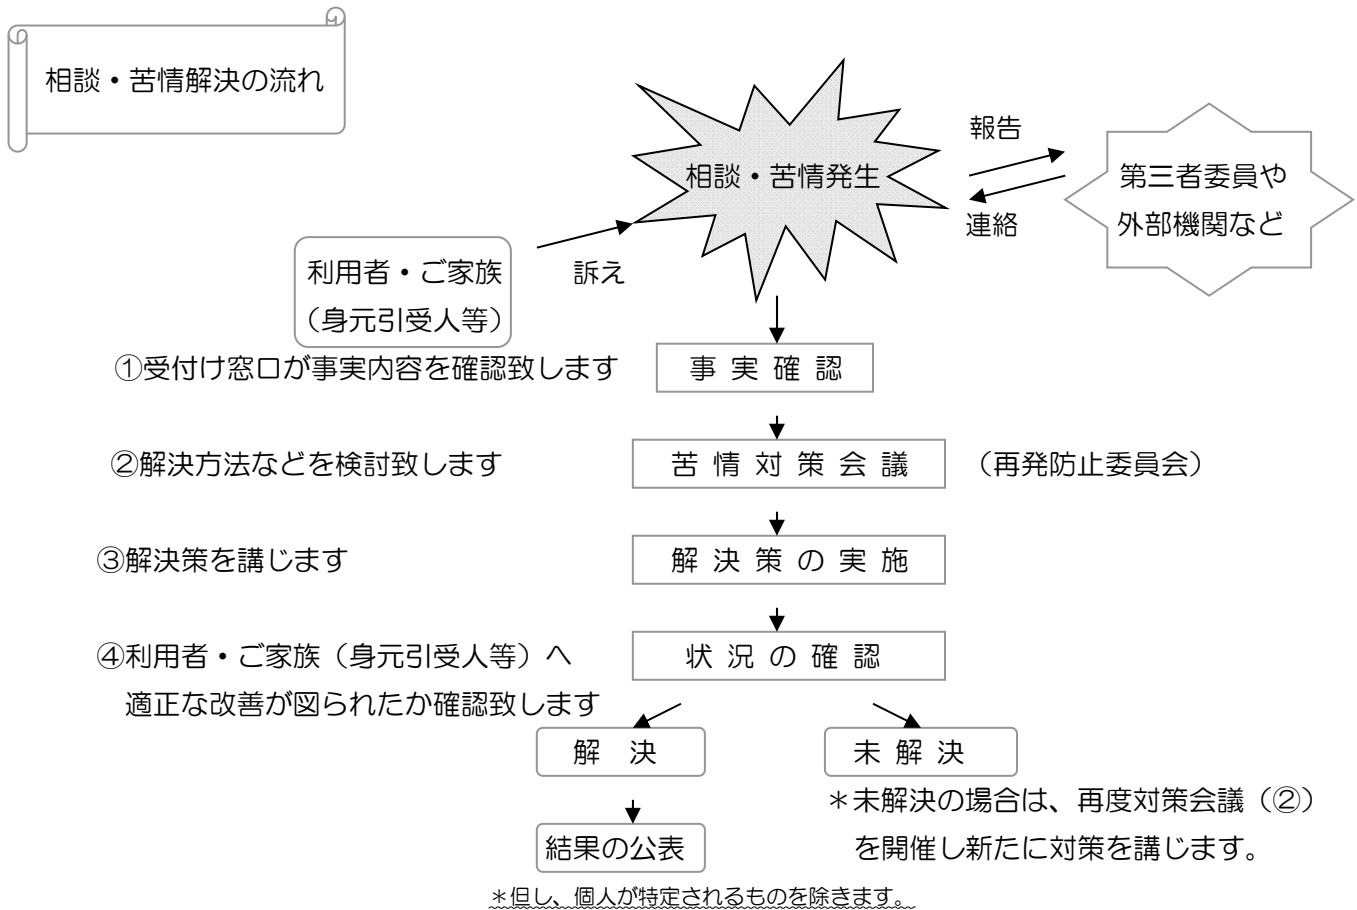 相談・苦情解決の流れ
報告
相談・苦情発生
第三者委員や
外部機関など
連絡
利用者・ご家族
（身元引受人等）
訴え
①受付け窓口が事実内容を確認致します
事実確認
②解決方法などを検討致します
苦情対策会議
（再発防止委員会）
③解決策を講じます
解決策の実施
④利用者・ご家族（身元引受人等）へ
適正な改善が図られたか確認致します
状況の確認
解　決
未解決
＊未解決の場合は、再度対策会議（②）
を開催し新たに対策を講じます。
結果の公表
＊但し、個人が特定されるものを除きます。